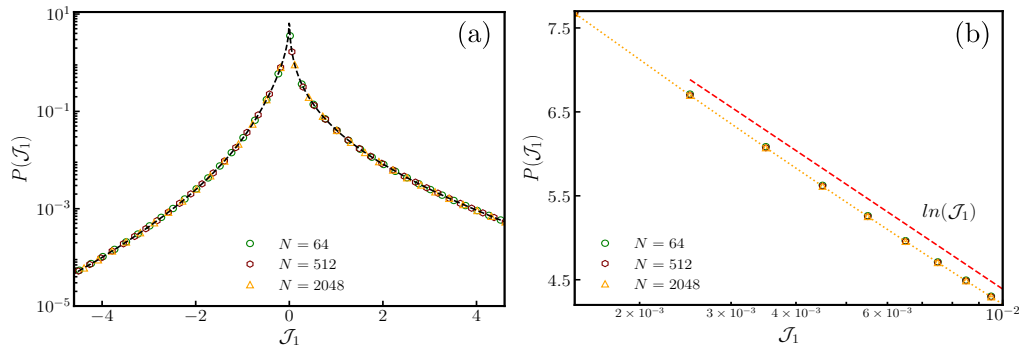 (a)
10¹
10⁻¹
10⁻³
10⁻⁵
P(𝒥₁)
N = 64
N = 512
N = 2048
−4
−2
0
2
4
𝒥₁
(b)
7.5
6.5
5.5
4.5
P(𝒥₁)
ln(𝒥₁)
N = 64
N = 512
N = 2048
2 × 10⁻³
3 × 10⁻³
4 × 10⁻³
6 × 10⁻³
10⁻²
𝒥₁